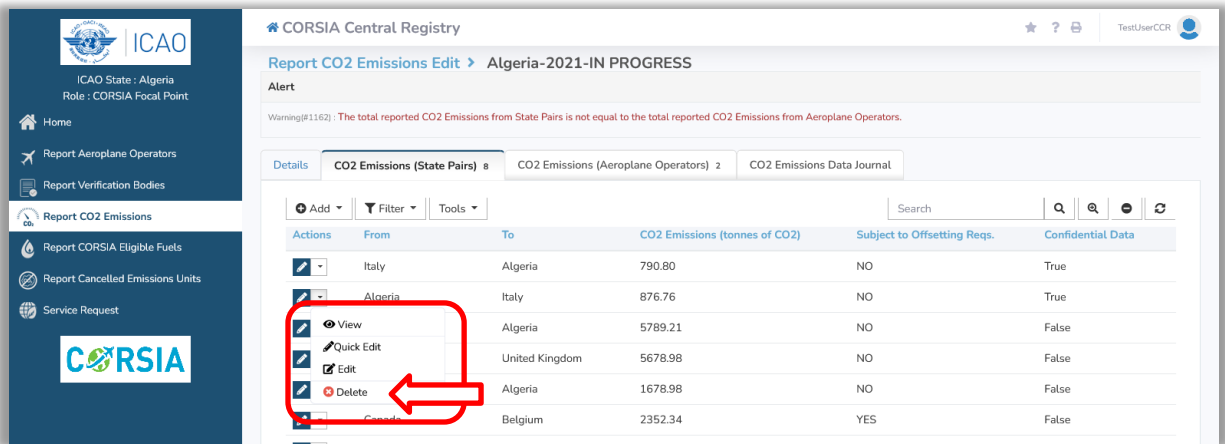 ICAO
ICAO State : Algeria
Role : CORSIA Focal Point
Home
Report Aeroplane Operators
Report Verification Bodies
CO₂
Report CO2 Emissions
Report CORSIA Eligible Fuels
Report Cancelled Emissions Units
Service Request
CORSIA
CORSIA Central Registry
? TestUserCCR
Report CO2 Emissions Edit > Algeria-2021-IN PROGRESS
Alert
Warning(#1162) : The total reported CO2 Emissions from State Pairs is not equal to the total reported CO2 Emissions from Aeroplane Operators.
Details CO2 Emissions (State Pairs) 8 CO2 Emissions (Aeroplane Operators) 2 CO2 Emissions Data Journal
Add Filter Tools Search
Actions From To CO2 Emissions (tonnes of CO2) Subject to Offsetting Reqs. Confidential Data
Italy Algeria 790.80 NO True
Algeria Italy 876.76 NO True
Algeria 5789.21 NO False
United Kingdom 5678.98 NO False
Algeria 1678.98 NO False
Canada Belgium 2352.34 YES False
View
Quick Edit
Edit
Delete